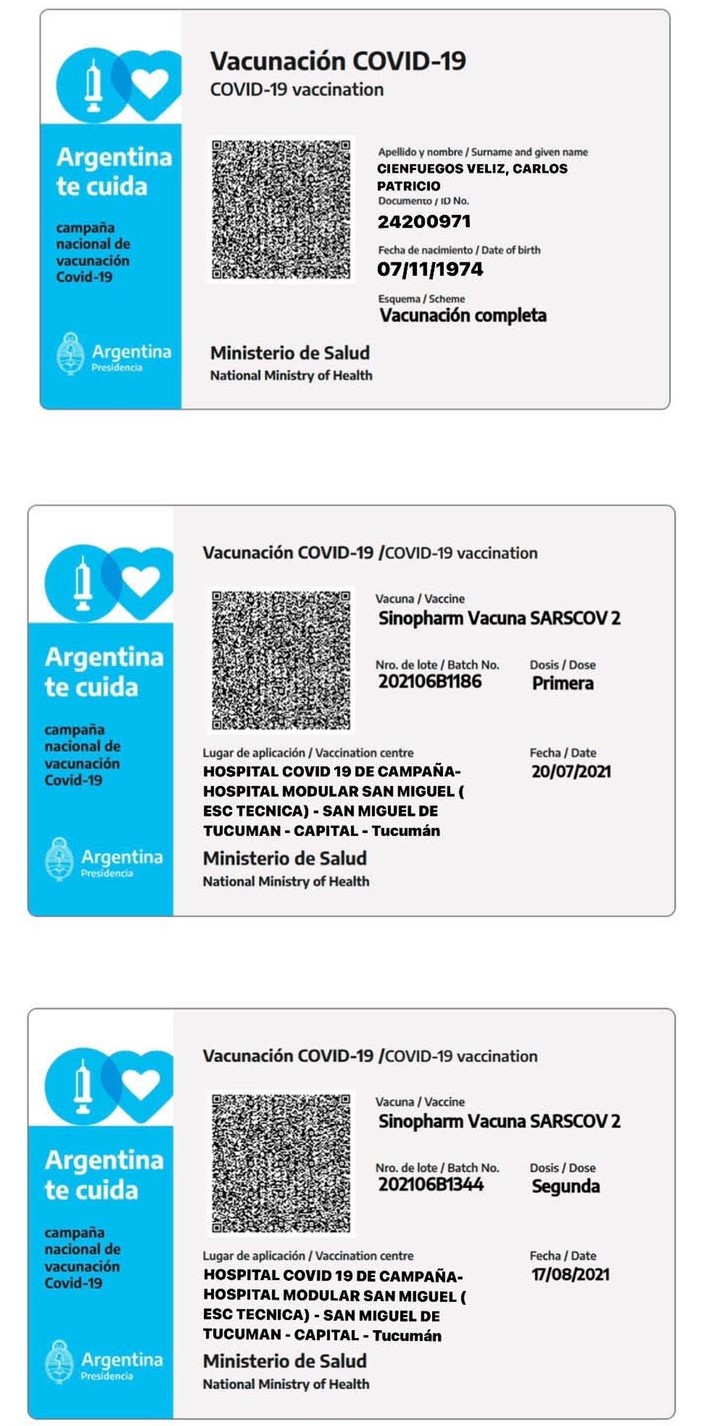 Vacunación COVID-19
COVID-19 vaccination
Argentina
te cuida
campaña
nacional de
vacunación
Covid-19
Argentina
Presidencia
Apellido y nombre / Surname and given name
CIENFUEGOS VELIZ, CARLOS
PATRICIO
Documento / ID No.
24200971
Fecha de nacimiento / Date of birth
07/11/1974
Esquema / Scheme
Vacunación completa
Ministerio de Salud
National Ministry of Health
Vacunación COVID-19 /COVID-19 vaccination
Argentina
te cuida
campaña
nacional de
vacunación
Covid-19
Argentina
Presidencia
Vacuna / Vaccine
Sinopharm Vacuna SARSCOV 2
Nro. de lote / Batch No.
202106B1186
Dosis / Dose
Primera
Lugar de aplicación / Vaccination centre
HOSPITAL COVID 19 DE CAMPAÑA-
HOSPITAL MODULAR SAN MIGUEL (
ESC TECNICA) - SAN MIGUEL DE
TUCUMAN - CAPITAL - Tucumán
Fecha / Date
20/07/2021
Ministerio de Salud
National Ministry of Health
Vacunación COVID-19 /COVID-19 vaccination
Argentina
te cuida
campaña
nacional de
vacunación
Covid-19
Argentina
Presidencia
Vacuna / Vaccine
Sinopharm Vacuna SARSCOV 2
Nro. de lote / Batch No.
202106B1344
Dosis / Dose
Segunda
Lugar de aplicación / Vaccination centre
HOSPITAL COVID 19 DE CAMPAÑA-
HOSPITAL MODULAR SAN MIGUEL (
ESC TECNICA) - SAN MIGUEL DE
TUCUMAN - CAPITAL - Tucumán
Fecha / Date
17/08/2021
Ministerio de Salud
National Ministry of Health